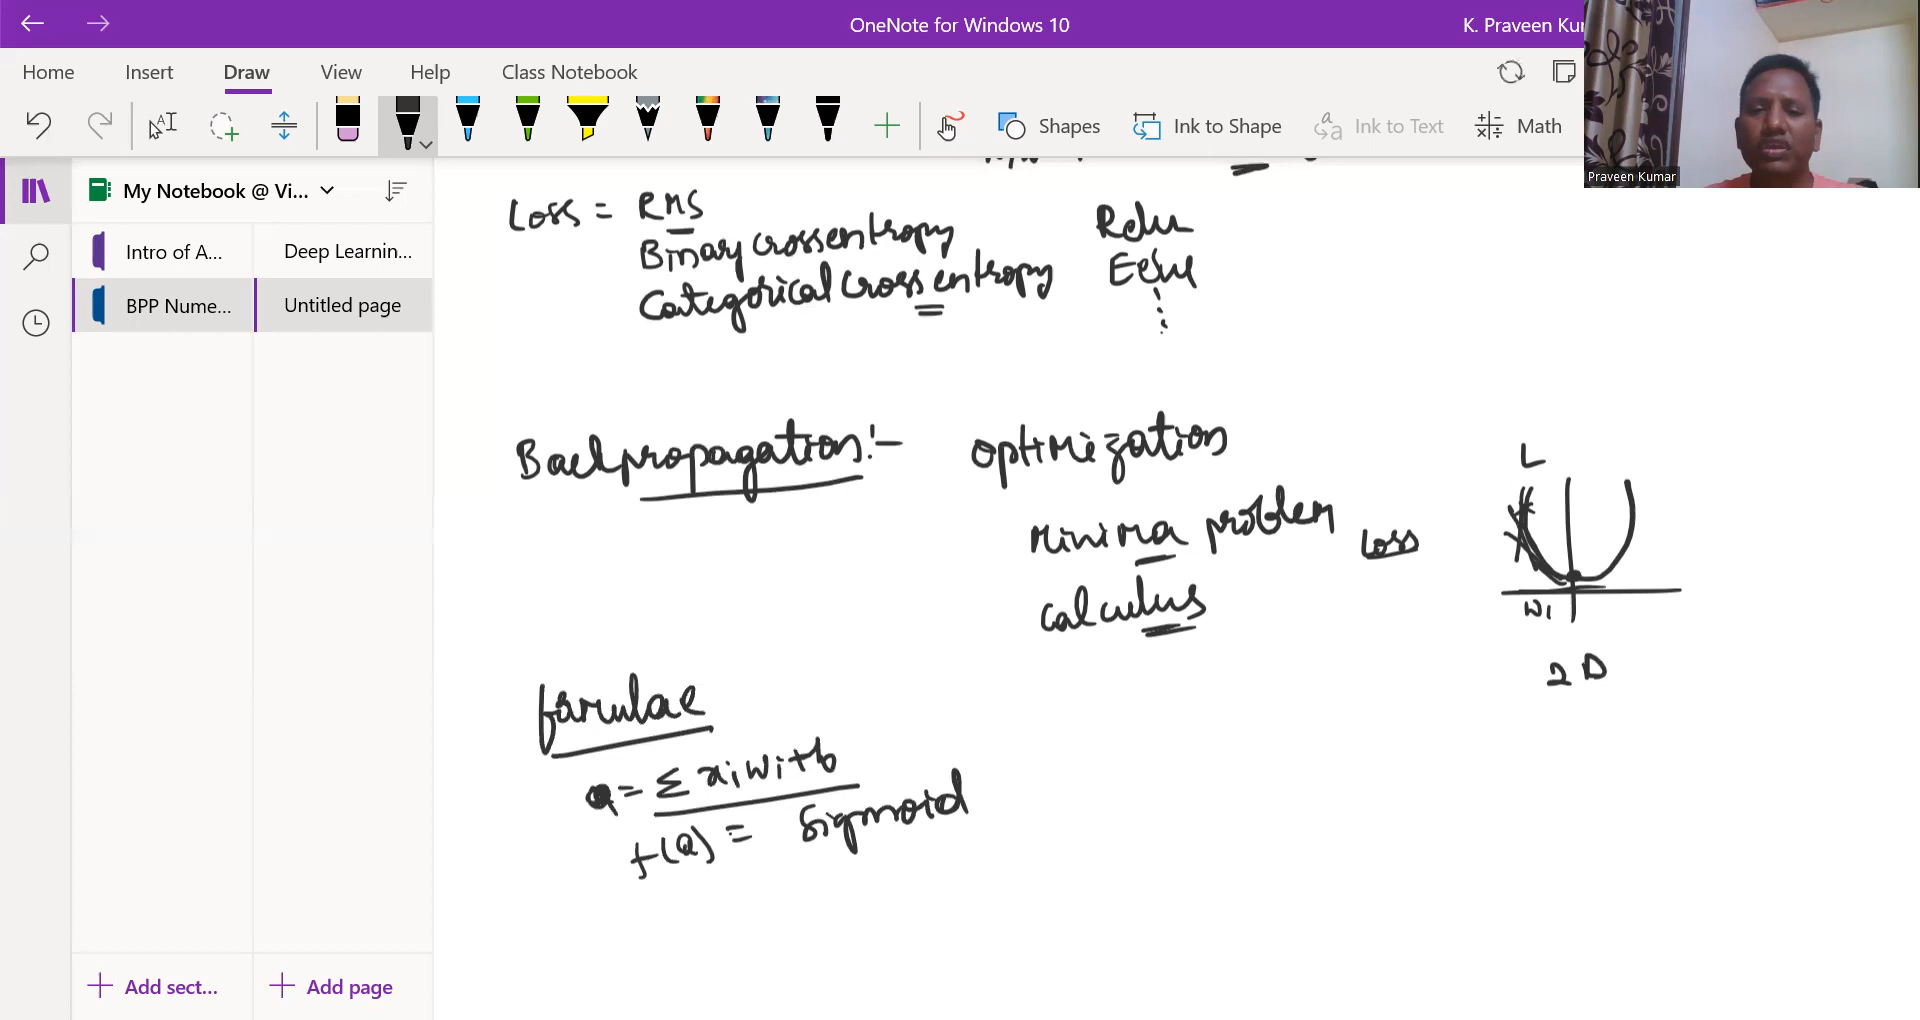 OneNote for Windows 10
K. Praveen Kur
Home Insert Draw View Help Class Notebook
Shapes Ink to Shape Ink to Text Math
Praveen Kumar
My Notebook @ Vi...
Intro of A...
BPP Nume...
Deep Learnin...
Untitled page
Loss = RMS
Binary crossentropy
Categorical cross entropy
Relu
Backpropagation:-
optimization
Minima problem Loss
calculus
L
W1
2D
formulae
a = Σ xiwi+b
f(a) = Sigmoid
Add sect...
Add page